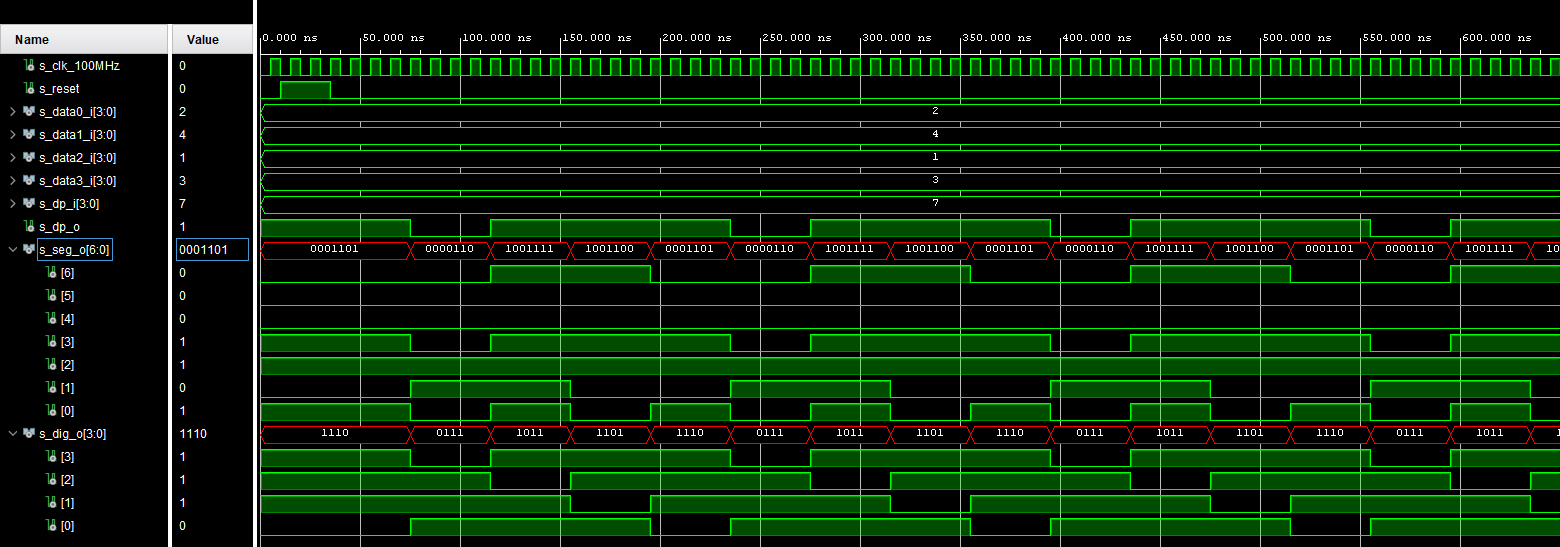 Name Value
0.000 ns 50.000 ns 100.000 ns 150.000 ns 200.000 ns 250.000 ns 300.000 ns 350.000 ns 400.000 ns 450.000 ns 500.000 ns 550.000 ns 600.000 ns
s_clk_100MHz 0
s_reset 0
s_data0_i[3:0] 2 2
s_data1_i[3:0] 4 4
s_data2_i[3:0] 1 1
s_data3_i[3:0] 3 3
s_dp_i[3:0] 7 7
s_dp_o 1
s_seg_o[6:0] 0001101 0001101 0000110 1001111 1001100 0001101 0000110 1001111 1001100 0001101 0000110 1001111 1001100 0001101 0000110 1001111 10
[6] 0
[5] 0
[4] 0
[3] 1
[2] 1
[1] 0
[0] 1
s_dig_o[3:0] 1110 1110 0111 1011 1101 1110 0111 1011 1101 1110 0111 1011 1101 1110 0111 1011 1
[3] 1
[2] 1
[1] 1
[0] 0